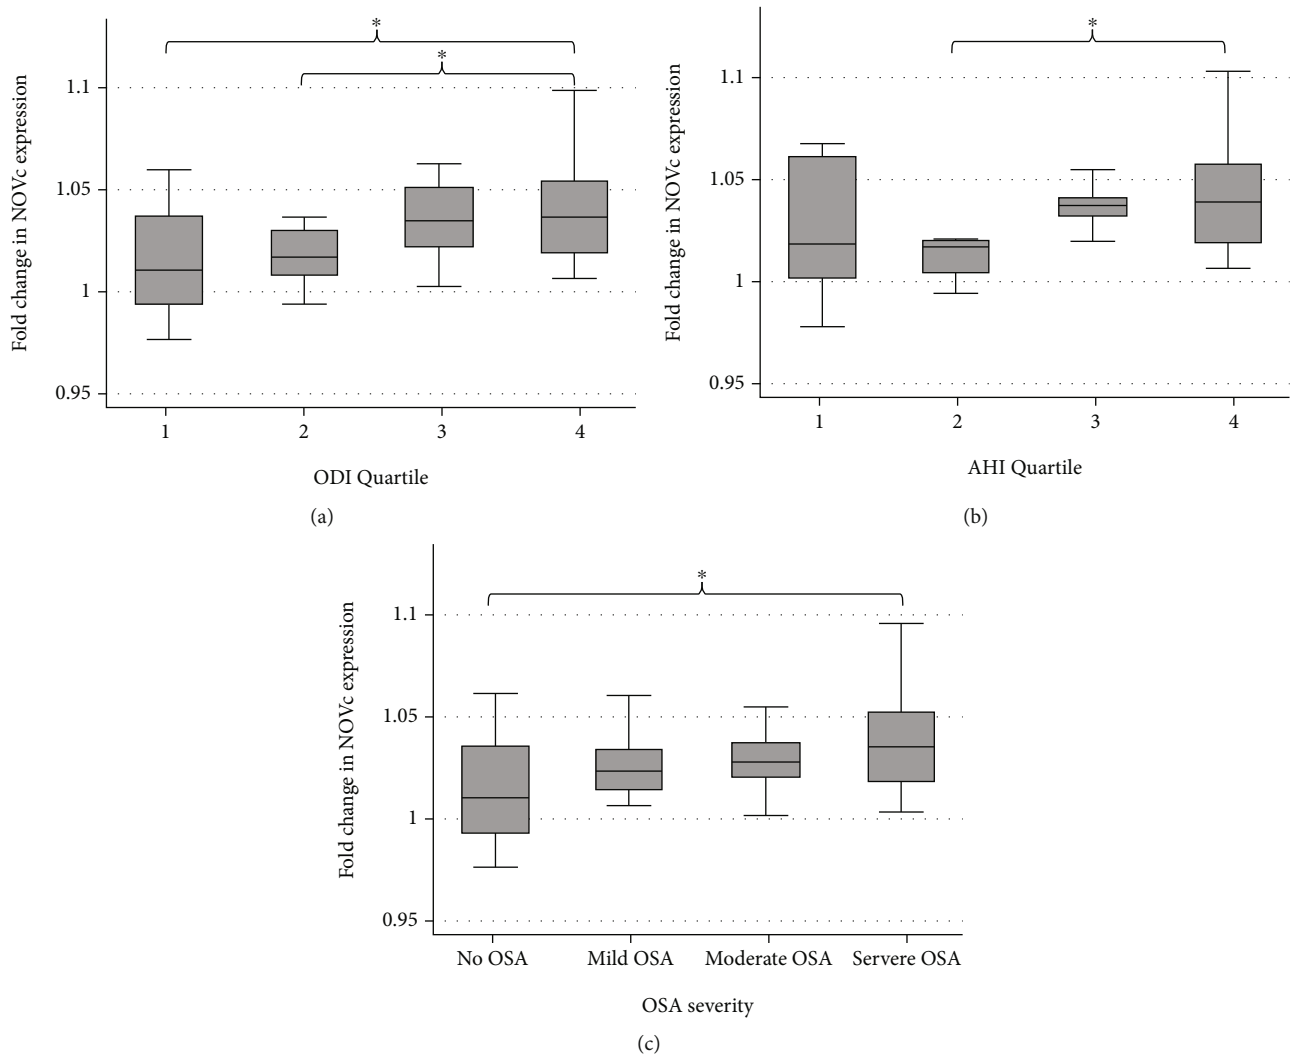 *
*
1.1
1.05
1
0.95
Fold change in NOVc expression
1 2 3 4
ODI Quartile
(a)
*
1.1
1.05
1
0.95
Fold change in NOVc expression
1 2 3 4
AHI Quartile
(b)
*
1.1
1.05
1
0.95
Fold change in NOVc expression
No OSA Mild OSA Moderate OSA Servere OSA
OSA severity
(c)